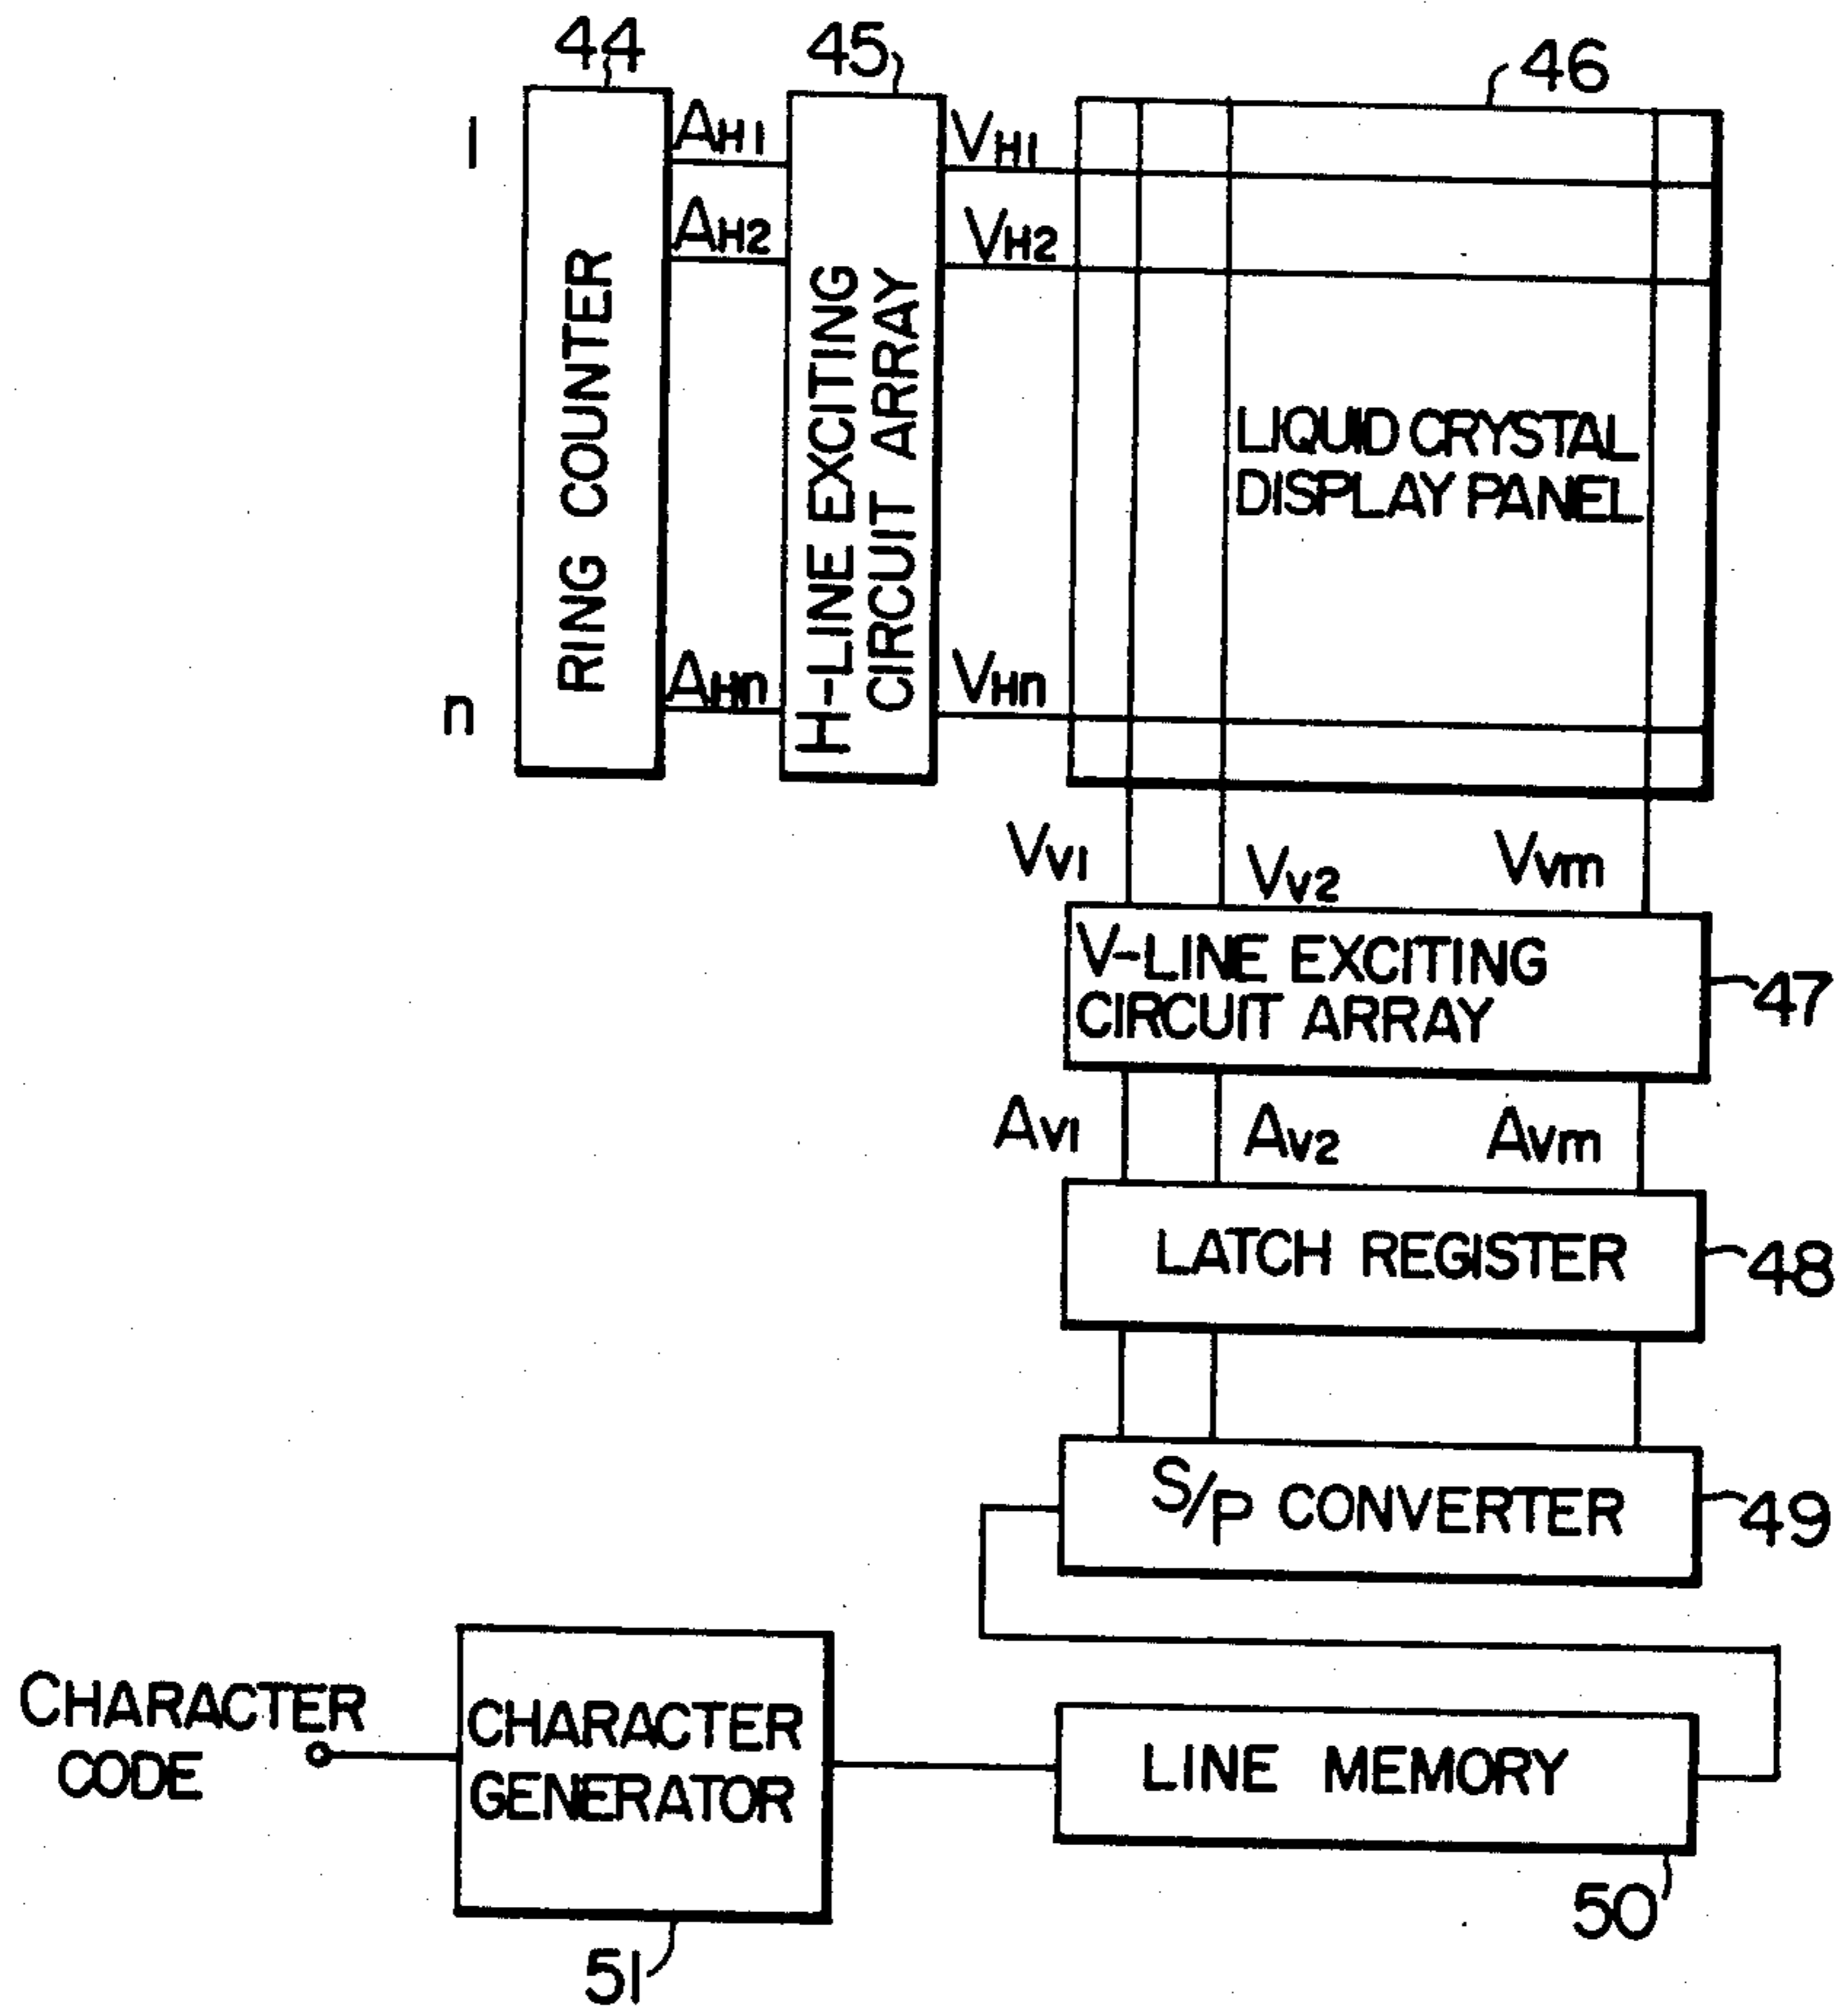 44
45
46
1
AH1
VH1
AH2
VH2
RING COUNTER
H-LINE EXCITING
CIRCUIT ARRAY
LIQUID CRYSTAL
DISPLAY PANEL
n
AHn
VHn
Vv1
Vv2
Vvm
V-LINE EXCITING
CIRCUIT ARRAY
47
Av1
Av2
Avm
LATCH REGISTER
48
S/P CONVERTER
49
CHARACTER
CODE
CHARACTER
GENERATOR
LINE MEMORY
50
51